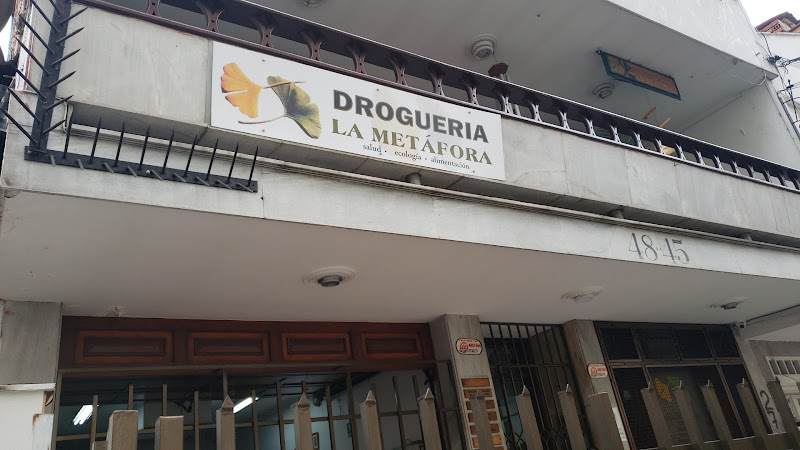 DROGUERIA
LA METÁFORA
salud • ecología • alimentación
48-45